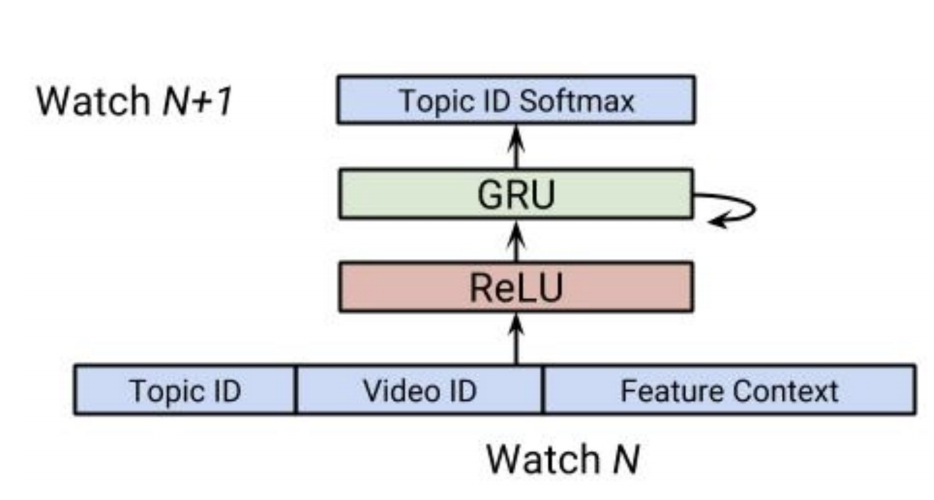 Watch N+1
Topic ID Softmax
GRU
ReLU
Topic ID
Video ID
Feature Context
Watch N